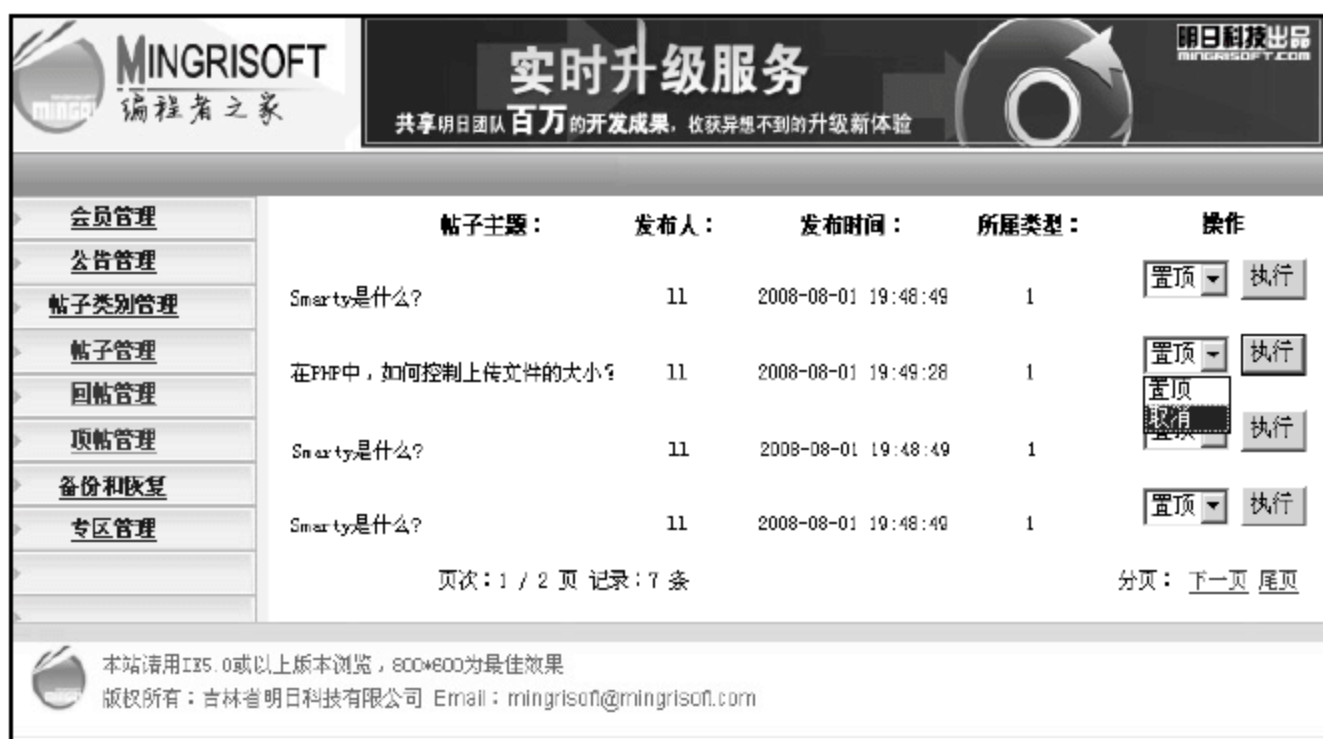 MINGRISOFT
编程者之家
实时升级服务
共享明日团队百万的开发成果，收获异想不到的升级新体验
明日科技出品
MINGRISOFT.COM
会员管理
公告管理
帖子类别管理
帖子管理
回帖管理
顶帖管理
备份和恢复
专区管理
帖子主题： 发布人： 发布时间： 所属类型： 操作
Smarty是什么? 11 2008-08-01 19:48:49 1 置顶 执行
在PHP中，如何控制上传文件的大小? 11 2008-08-01 19:49:28 1 置顶 执行
置顶
取消
Smarty是什么? 11 2008-08-01 19:48:49 1 置顶 执行
Smarty是什么? 11 2008-08-01 19:48:49 1 置顶 执行
页次：1 / 2 页 记录：7 条 分页： 下一页 尾页
本站请用IE5.0或以上版本浏览，800*600为最佳效果
版权所有：吉林省明日科技有限公司 Email：mingrisoft@mingrisoft.com